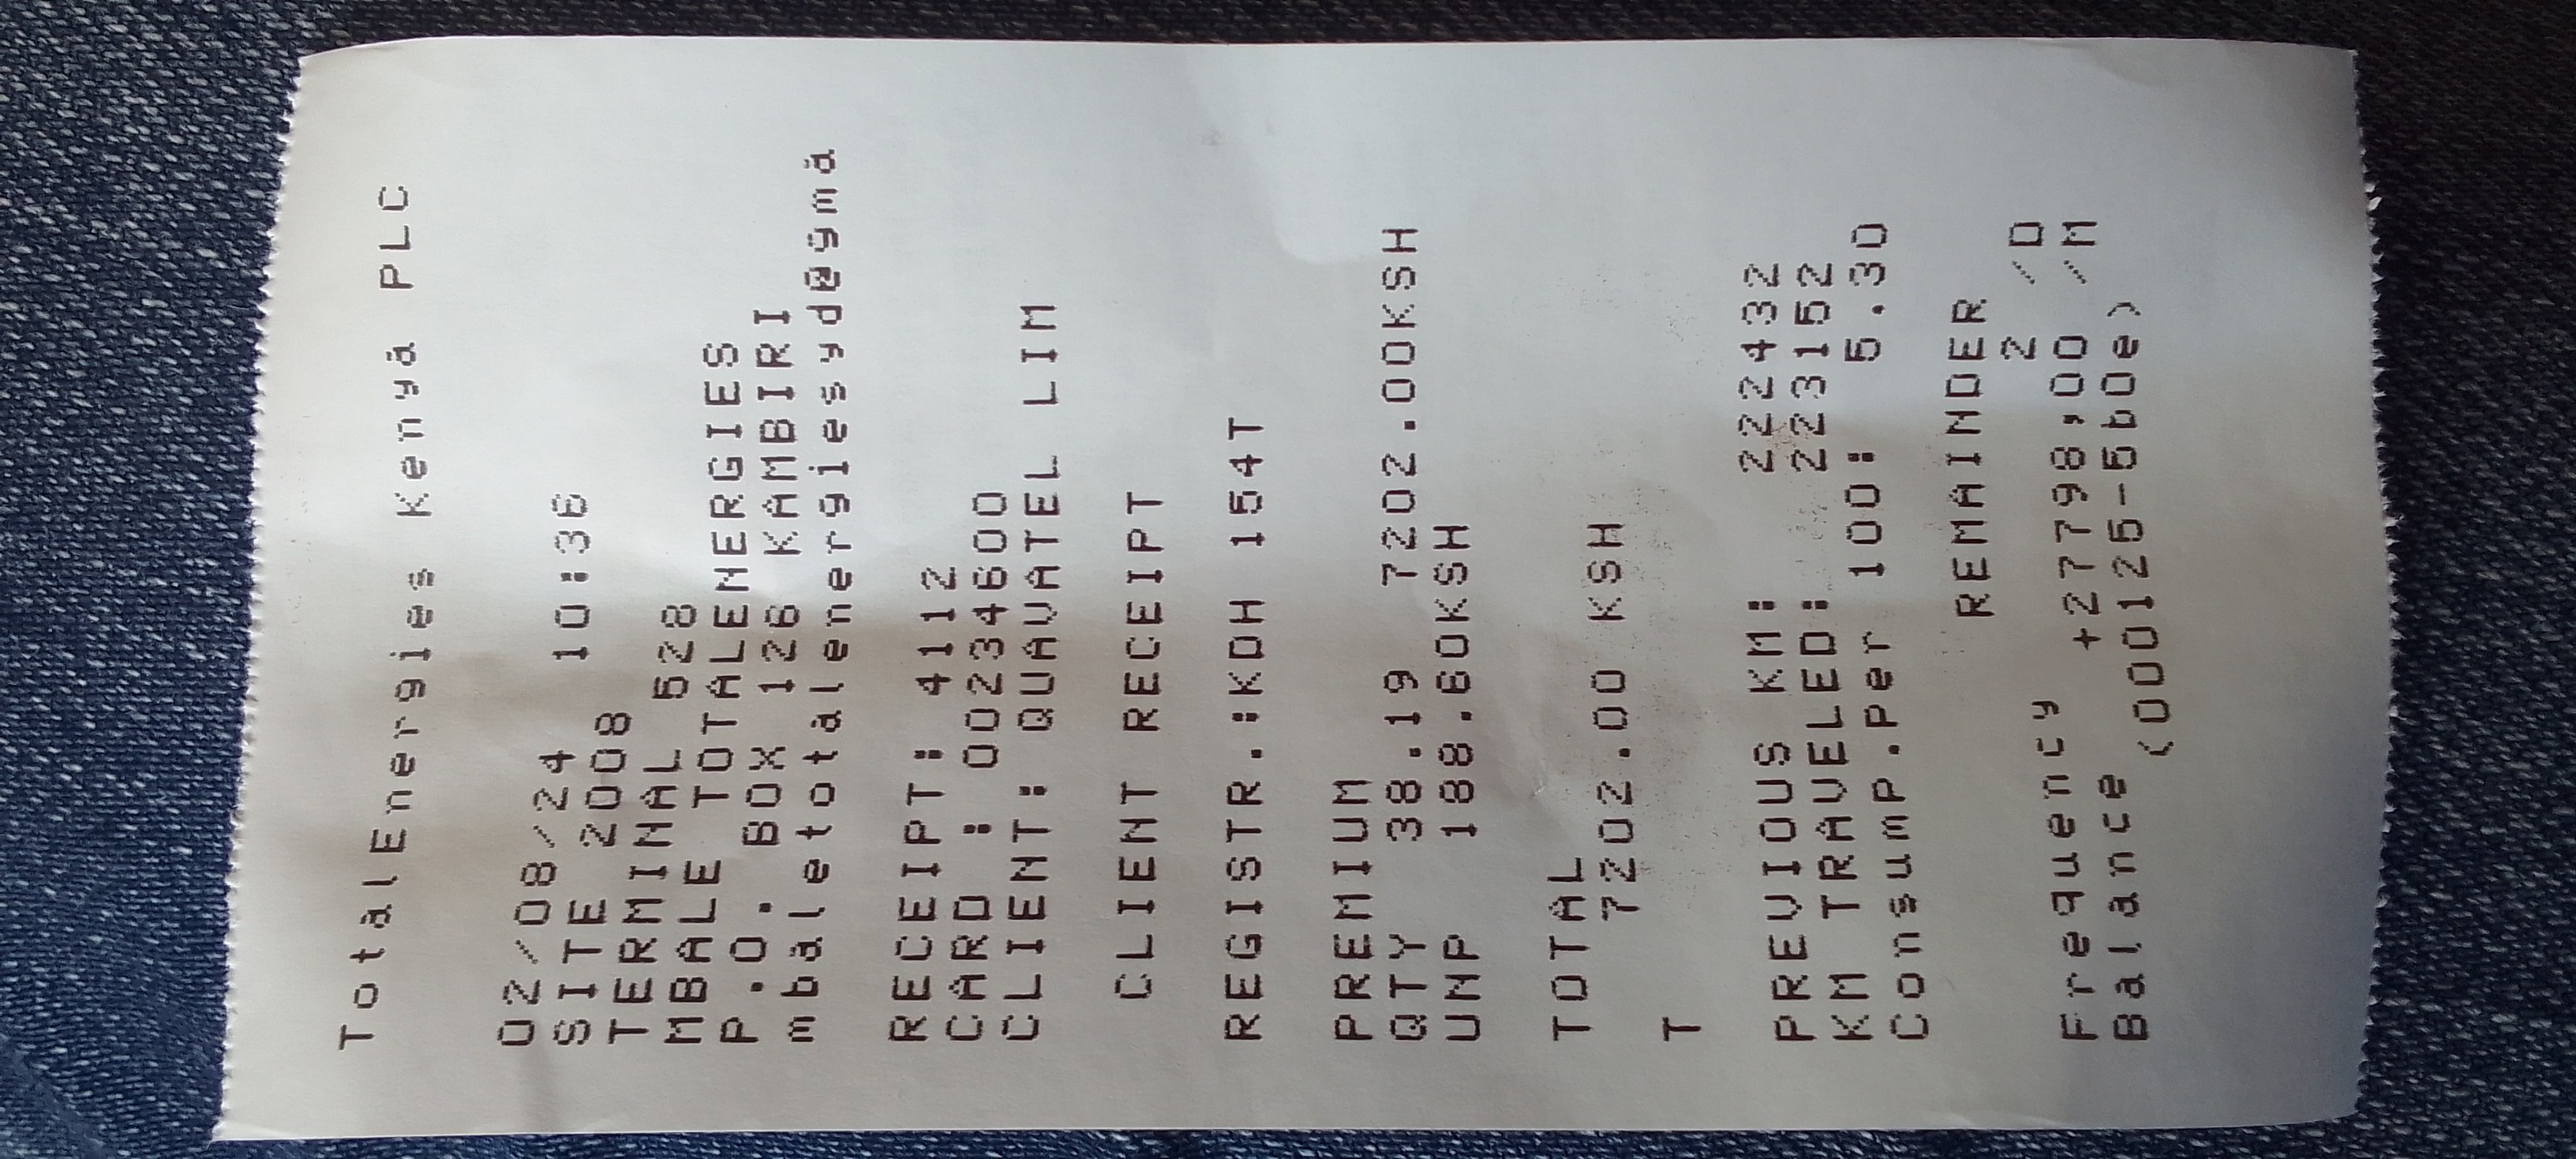 TotalEnergies Kenya PLC
02/08/24 10:36
SITE 2008
TERMINAL 528
MBALE TOTALENERGIES
P.O. BOX 126 KAMBIRI
mbaletotalenergiesyd@yma
RECEIPT: 4112
CARD : 00234600
CLIENT: QUAVATEL LIM
CLIENT RECEIPT
REGISTR.:KDH 154T
PREMIUM
QTY 38.19 7202.00KSH
UNP 188.60KSH
TOTAL
7202.00 KSH
T
PREVIOUS KM: 222432
KM TRAVELED: 223152
Consump.Per 100: 5.30
REMAINDER
Frequency 2 /D
Balance +27798,00 /M
(000125-5b0e)